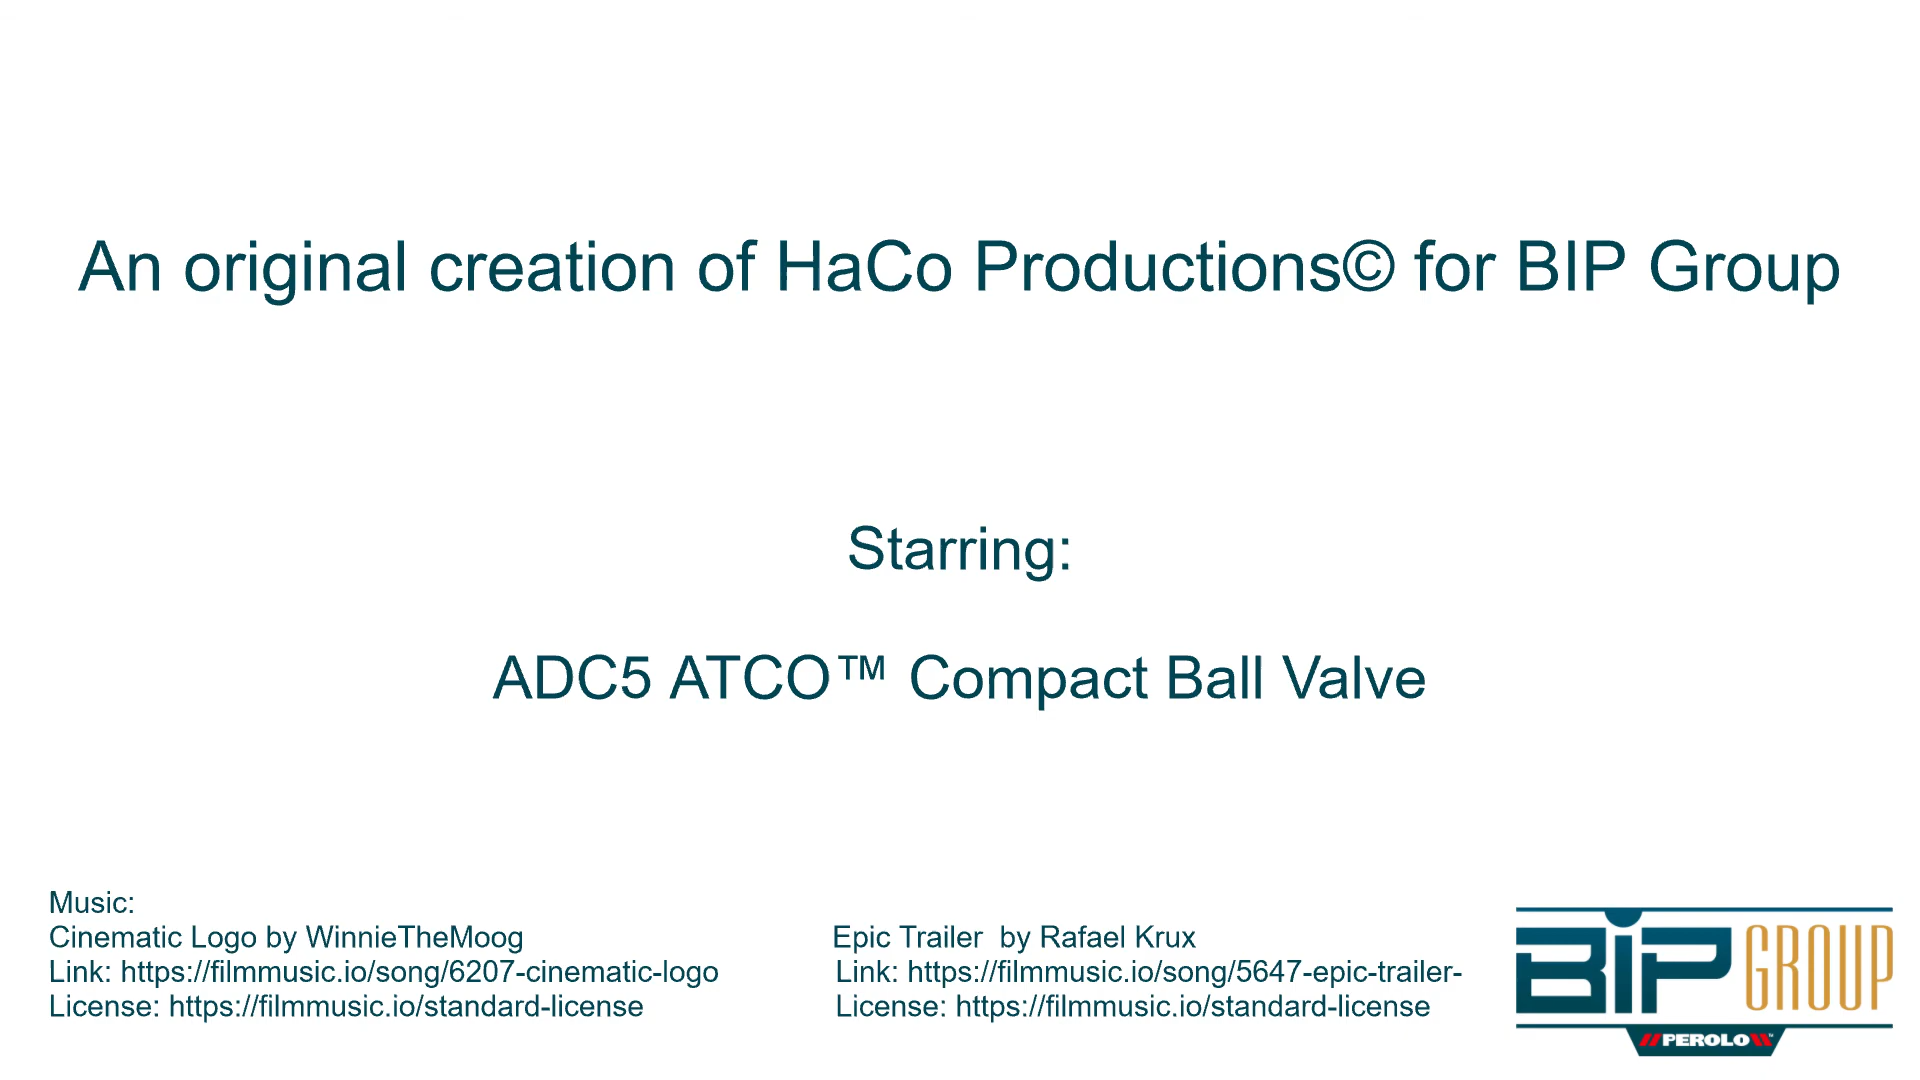 An original creation of HaCo Productions© for BIP Group
Starring:
ADC5 ATCO™ Compact Ball Valve
Music:
Cinematic Logo by WinnieTheMoog
Link: https://filmmusic.io/song/6207-cinematic-logo
License: https://filmmusic.io/standard-license
Epic Trailer  by Rafael Krux
Link: https://filmmusic.io/song/5647-epic-trailer-
License: https://filmmusic.io/standard-license
BiP GROUP
PEROLO™